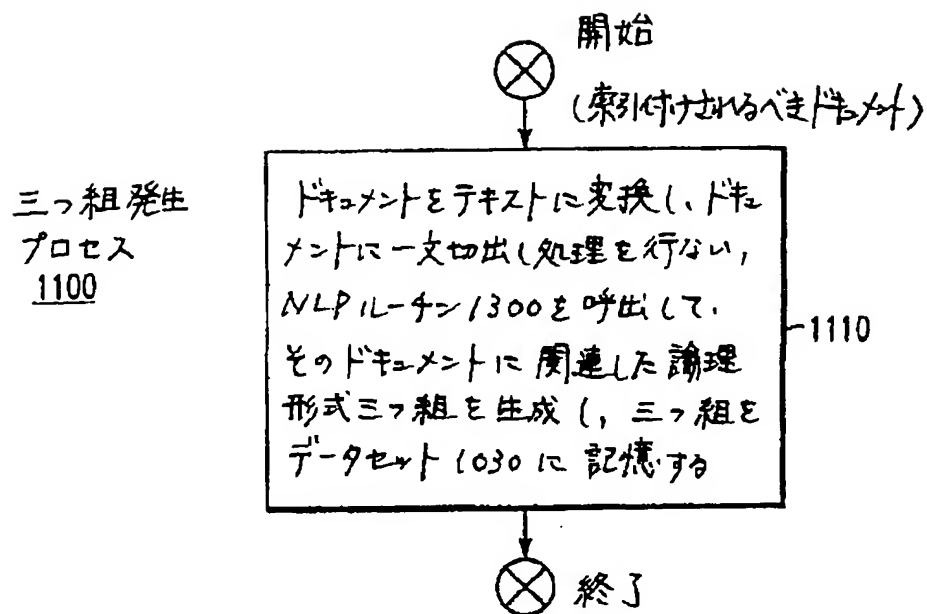 開始
(索引付けされるべきドキュメント)
三つ組発生
プロセス
1100
ドキュメントをテキストに変換し、ドキュ
メントに一文切出し処理を行ない,
NLPルーチン1300を呼出して、
そのドキュメントに関連した論理
形式三つ組を生成し, 三つ組を
データセット1030に記憶する
1110
終了